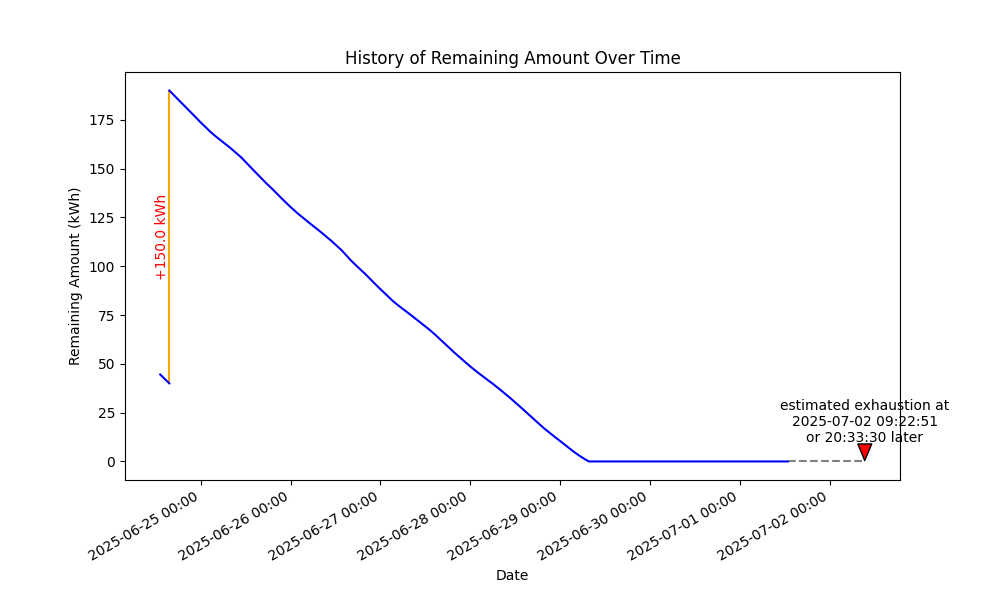 History of Remaining Amount Over Time
Remaining Amount (kWh)
175
150
125
100
75
50
25
0
+150.0 kWh
estimated exhaustion at
2025-07-02 09:22:51
or 20:33:30 later
2025-06-25 00:00
2025-06-26 00:00
2025-06-27 00:00
2025-06-28 00:00
2025-06-29 00:00
2025-06-30 00:00
2025-07-01 00:00
2025-07-02 00:00
Date